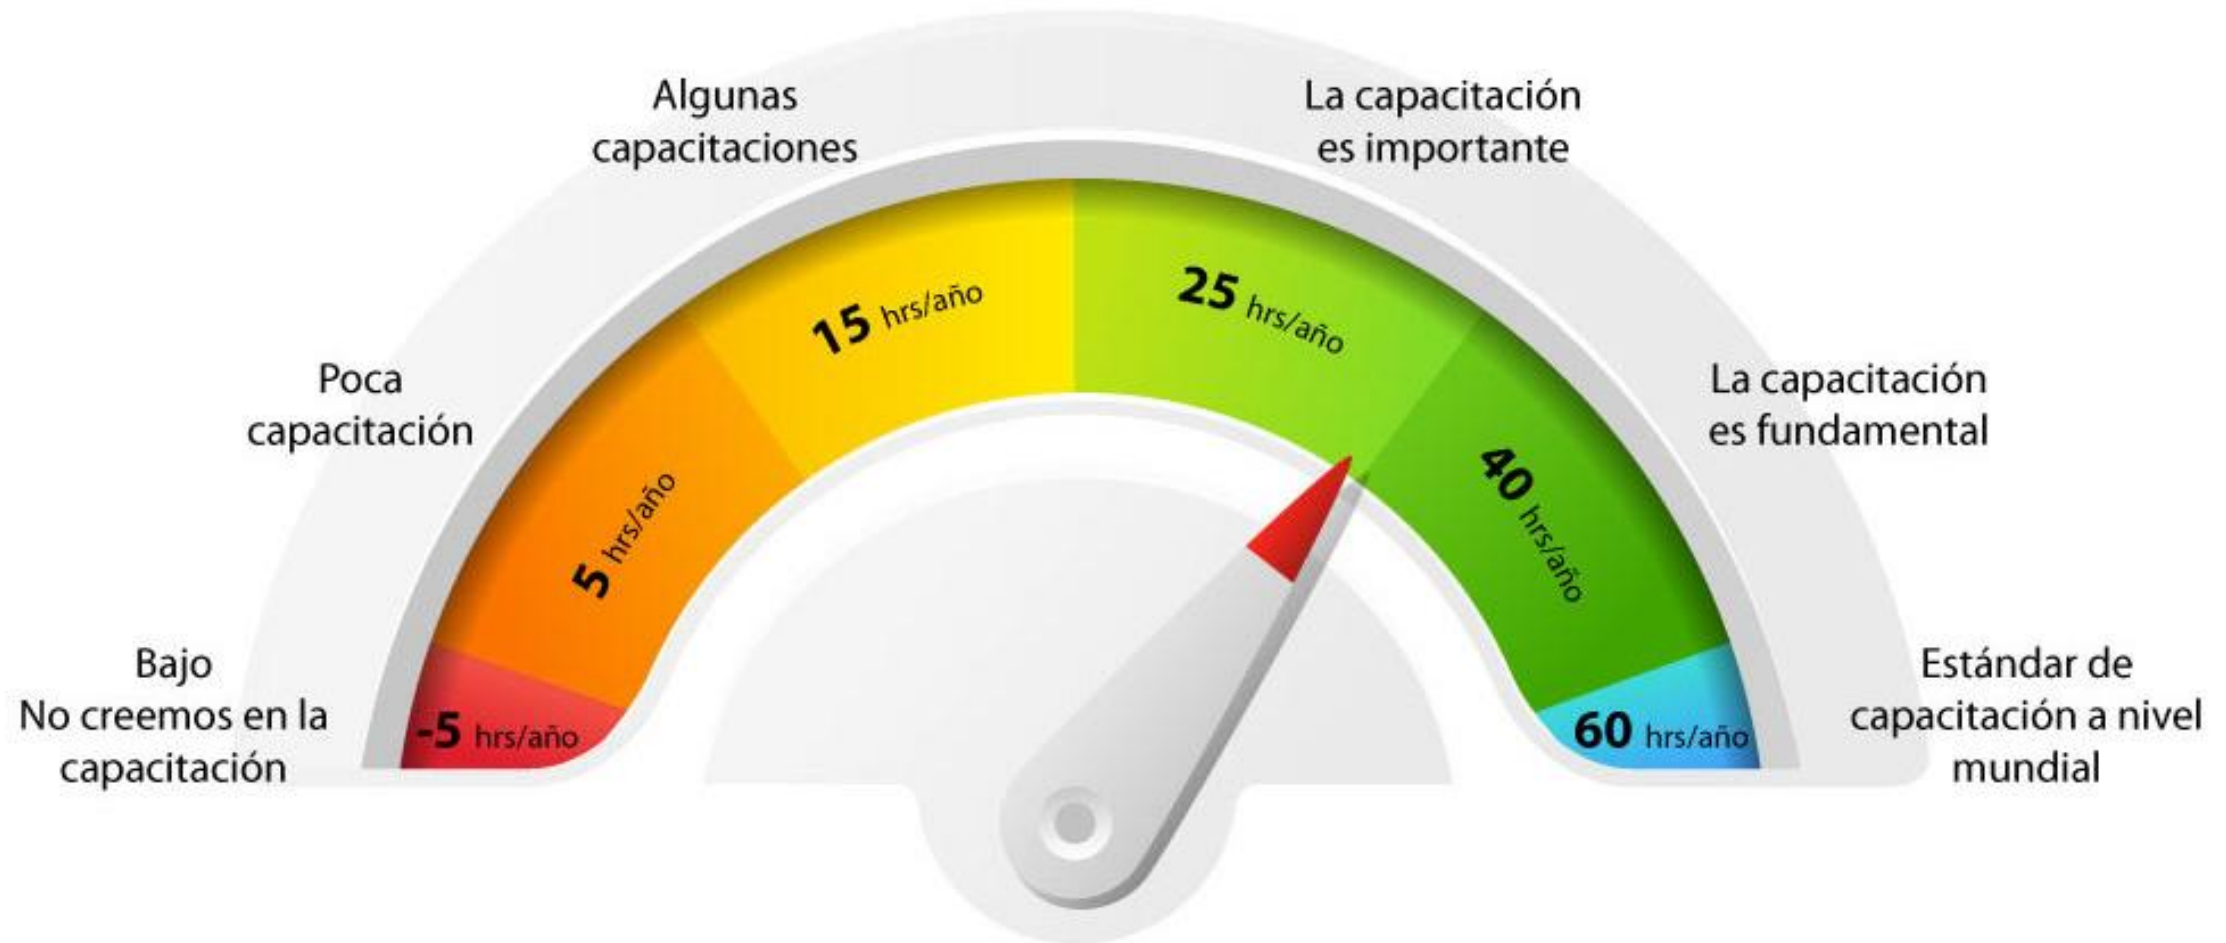 Algunas
capacitaciones
La capacitación
es importante
Poca
capacitación
La capacitación
es fundamental
Bajo
No creemos en la
capacitación
Estándar de
capacitación a nivel
mundial
-5 hrs/año
5 hrs/año
15 hrs/año
25 hrs/año
40 hrs/año
60 hrs/año